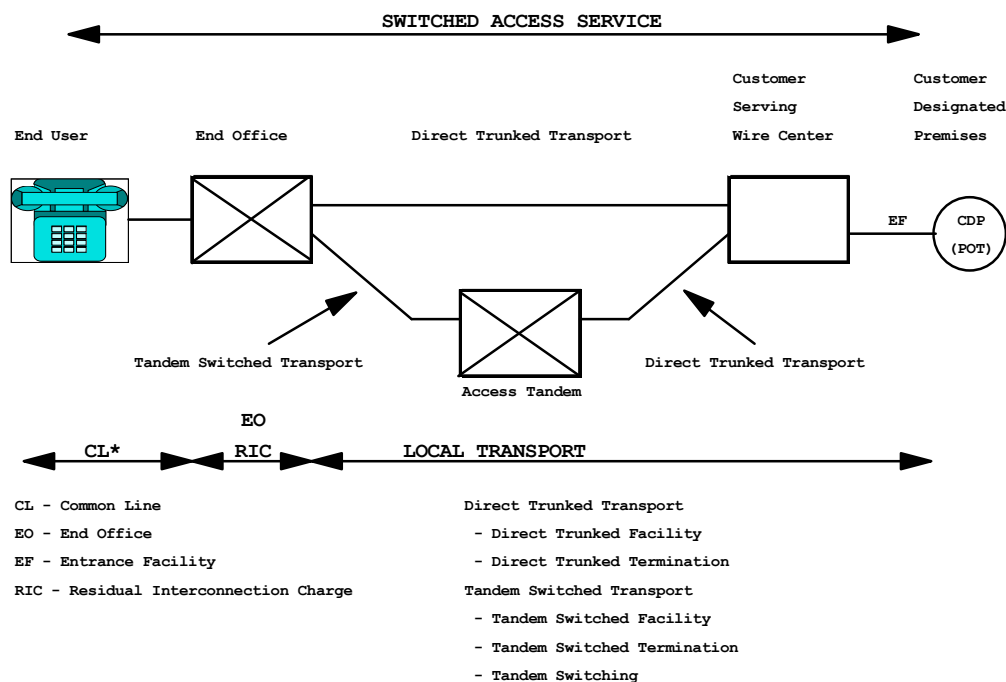 SWITCHED ACCESS SERVICE
Customer
Serving
Wire Center
Customer
Designated
Premises
End User
End Office
Direct Trunked Transport
EF
CDP
(POT)
Tandem Switched Transport
Direct Trunked Transport
Access Tandem
CL*
EO
RIC
LOCAL TRANSPORT
CL - Common Line
EO - End Office
EF - Entrance Facility
RIC - Residual Interconnection Charge
Direct Trunked Transport
- Direct Trunked Facility
- Direct Trunked Termination
Tandem Switched Transport
- Tandem Switched Facility
- Tandem Switched Termination
- Tandem Switching